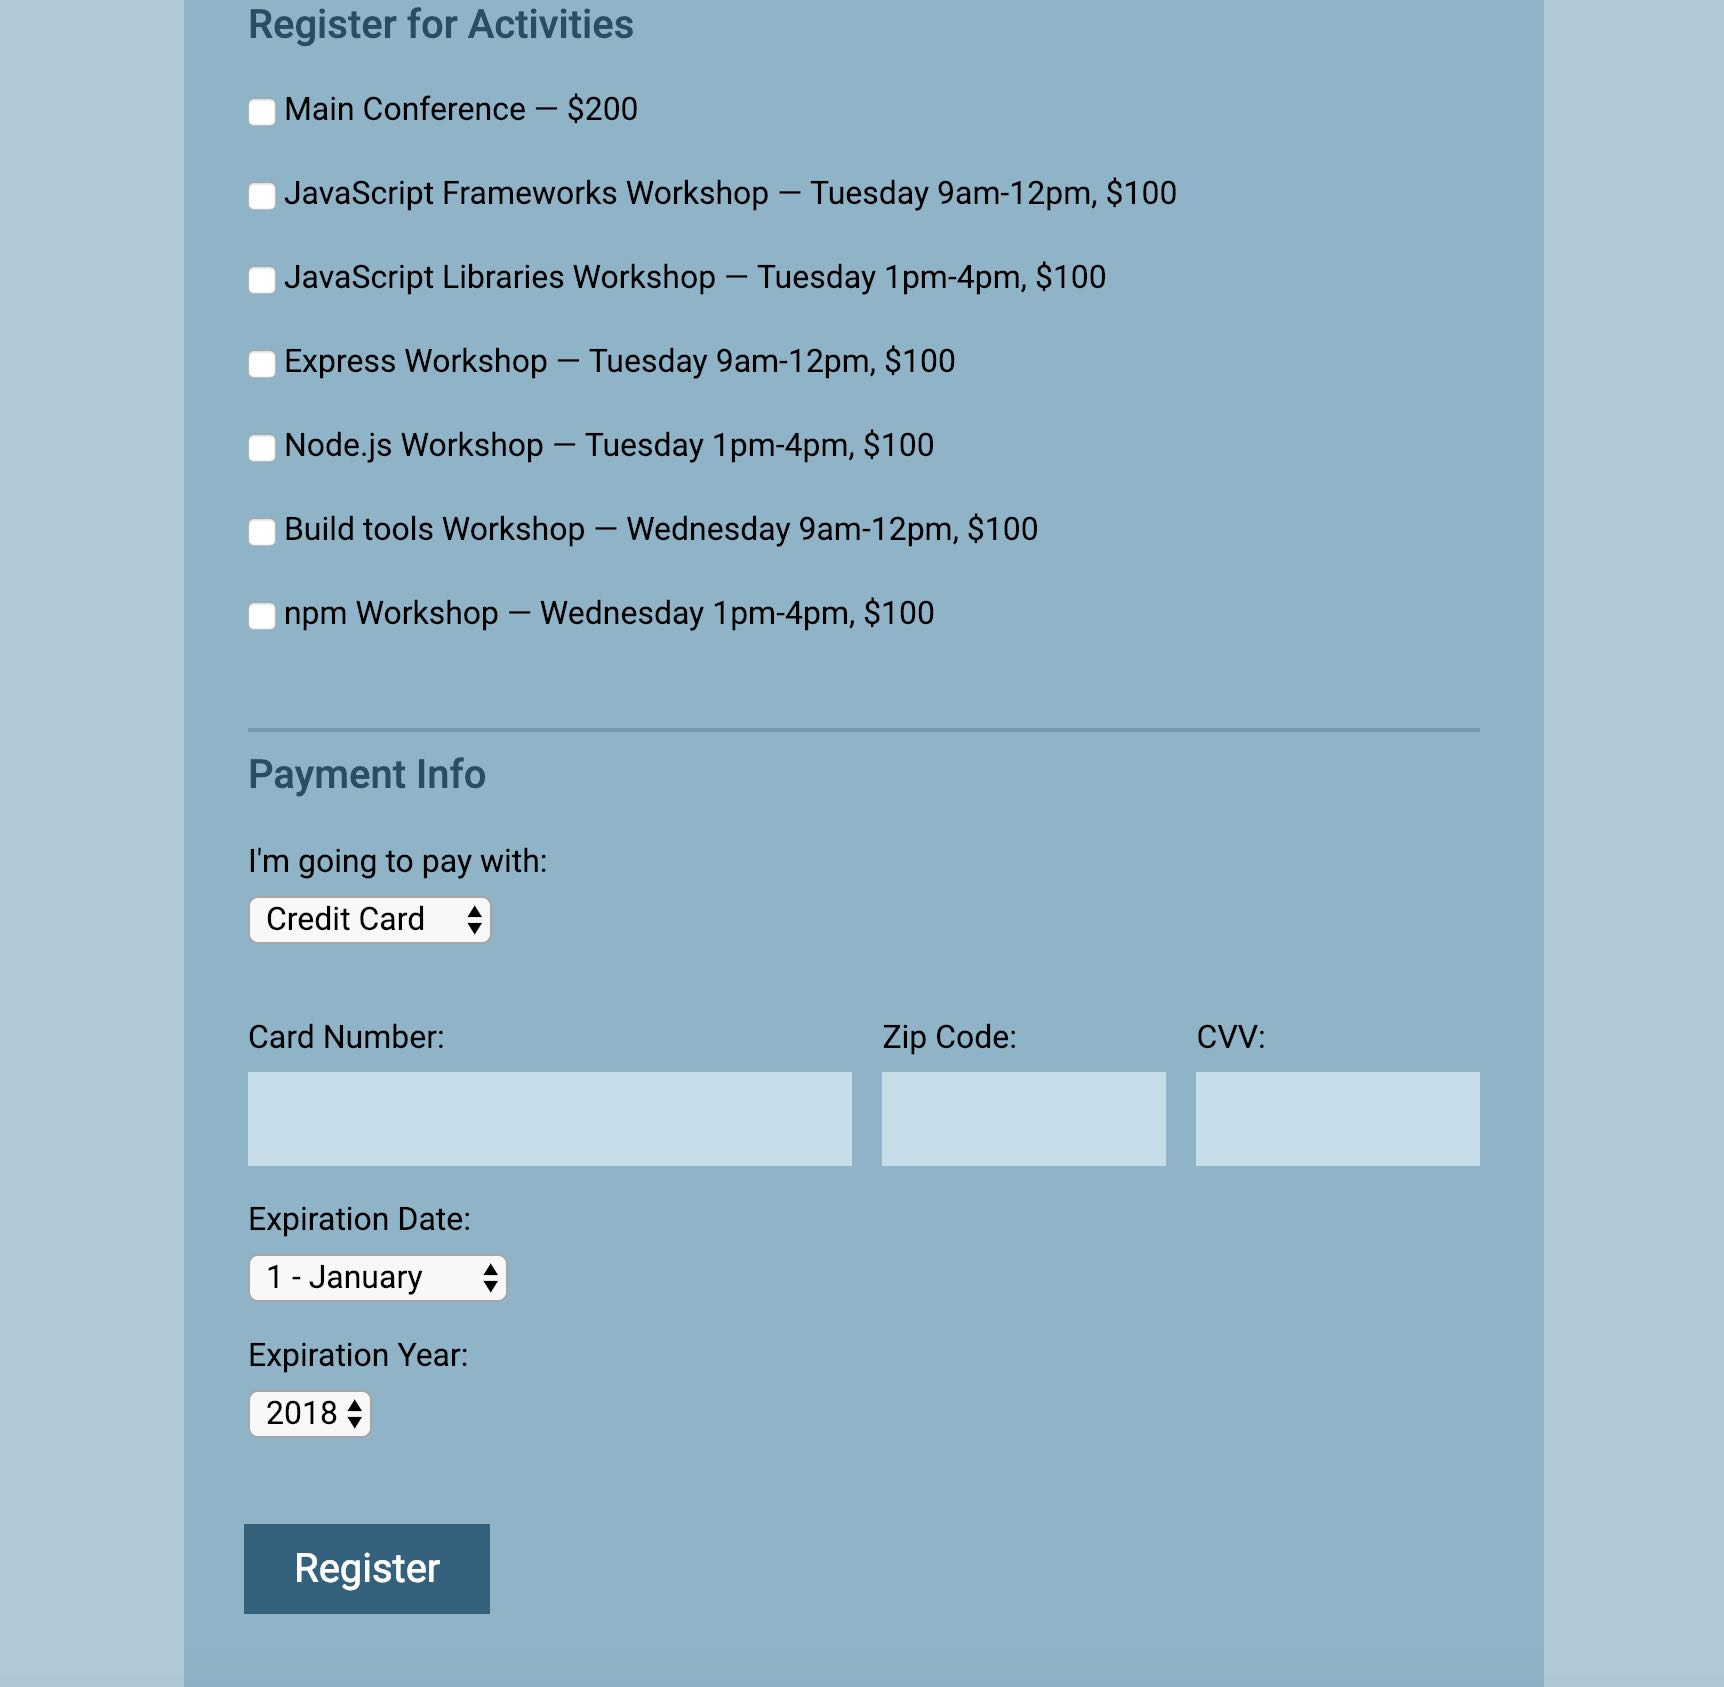 Register for Activities
Main Conference — $200
JavaScript Frameworks Workshop — Tuesday 9am-12pm, $100
JavaScript Libraries Workshop — Tuesday 1pm-4pm, $100
Express Workshop — Tuesday 9am-12pm, $100
Node.js Workshop — Tuesday 1pm-4pm, $100
Build tools Workshop — Wednesday 9am-12pm, $100
npm Workshop — Wednesday 1pm-4pm, $100
Payment Info
I'm going to pay with:
Credit Card
Card Number: Zip Code: CVV:
Expiration Date:
1 - January
Expiration Year:
2018
Register